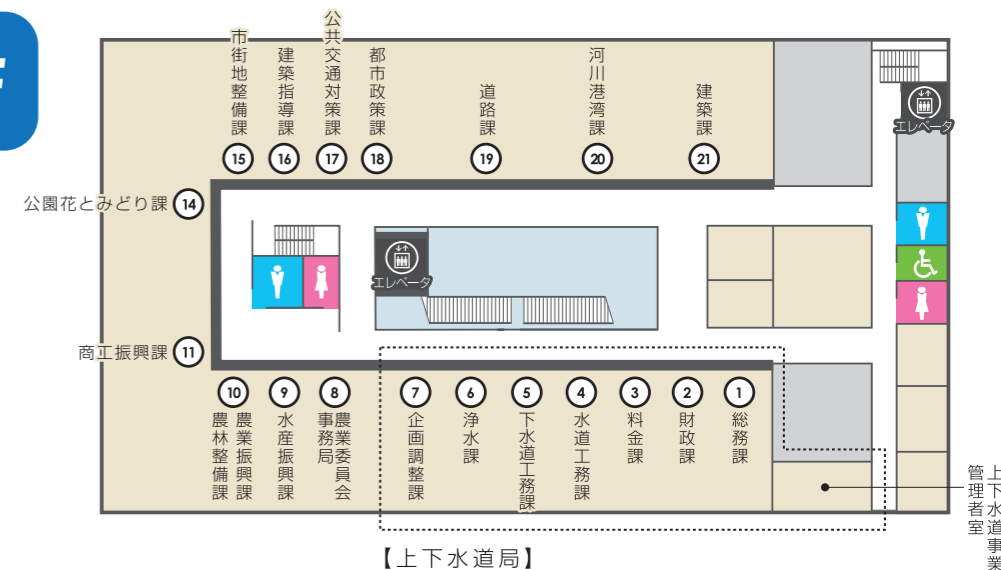 市街地整備課
15
建築指導課
16
公共交通対策課
17
都市政策課
18
道路課
19
河川港湾課
20
建築課
21
エレベータ
公園花とみどり課
14
エレベータ
商工振興課
11
10
農業振興課
農林整備課
9
水産振興課
8
農業委員会
事務局
7
企画調整課
6
浄水課
5
下水道工務課
4
水道工務課
3
料金課
2
財政課
1
総務課
上下水道事業
管理者室
【上下水道局】